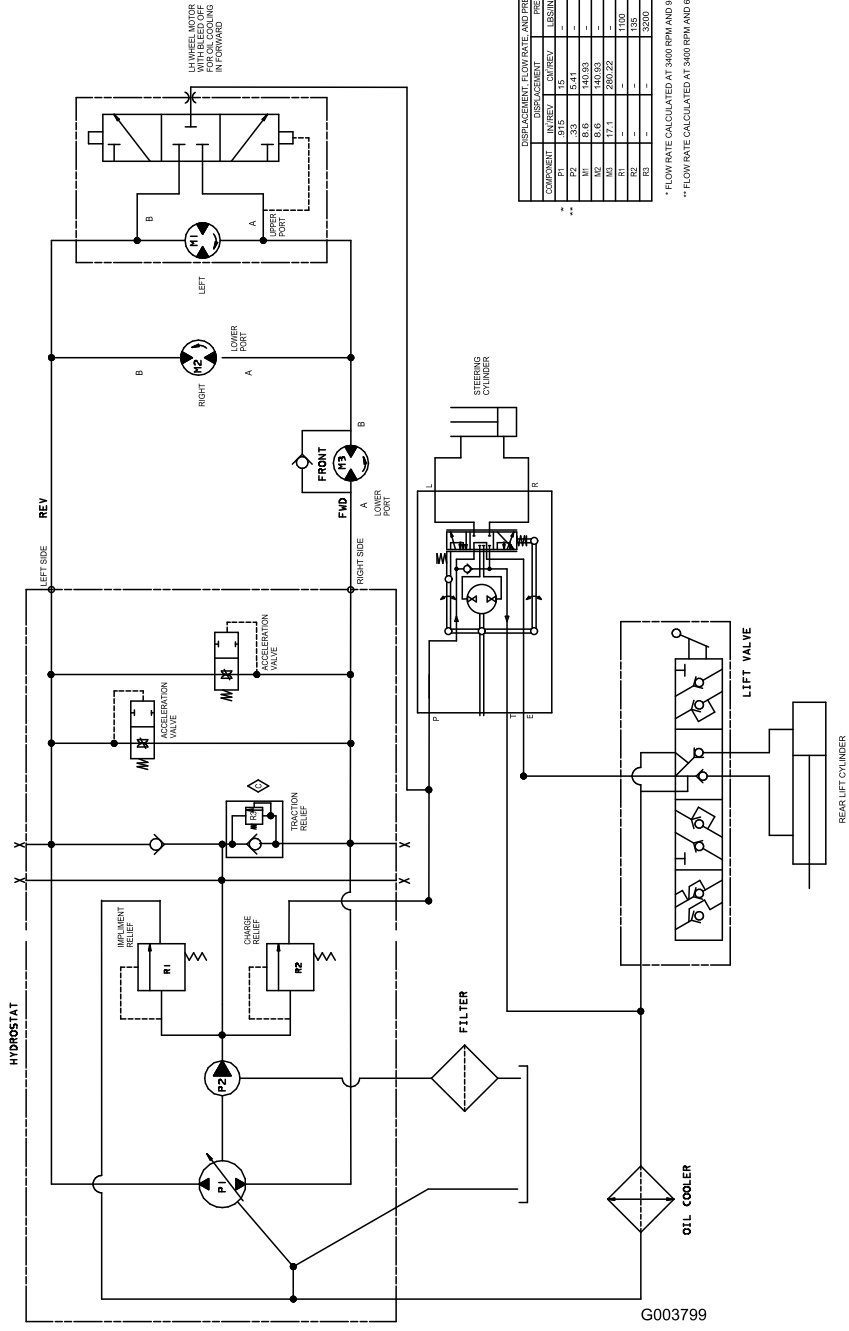 LH WHEEL MOTOR
WITH BLEED OFF
FOR OIL COOLING
IN FORWARD
B
A
UPPER
PORT
M1
LEFT
B
M2
LOWER
PORT
A
RIGHT
B
FRONT
M3
A
LOWER
PORT
REV
FWD
LEFT SIDE
RIGHT SIDE
ACCELERATION
VALVE
ACCELERATION
VALVE
C
R3
TRACTION
RELIEF
IMPLIMENT
RELIEF
R1
CHARGE
RELIEF
R2
HYDROSTAT
P2
P1
FILTER
OIL COOLER
STEERING
CYLINDER
L
R
P
T
E
LIFT VALVE
REAR LIFT CYLINDER
DISPLACEMENT, FLOW RATE, AND PRE
DISPLACEMENT PRE
COMPONENT IN³/REV CM³/REV LBS/IN
* P1 .915 15 –
** P2 .33 5.41 –
M1 8.6 140.93 –
M2 8.6 140.93 –
M3 17.1 280.22 –
R1 – – 1100
R2 – – 135
R3 – – 3200
* FLOW RATE CALCULATED AT 3400 RPM AND 9
** FLOW RATE CALCULATED AT 3400 RPM AND 6
G003799